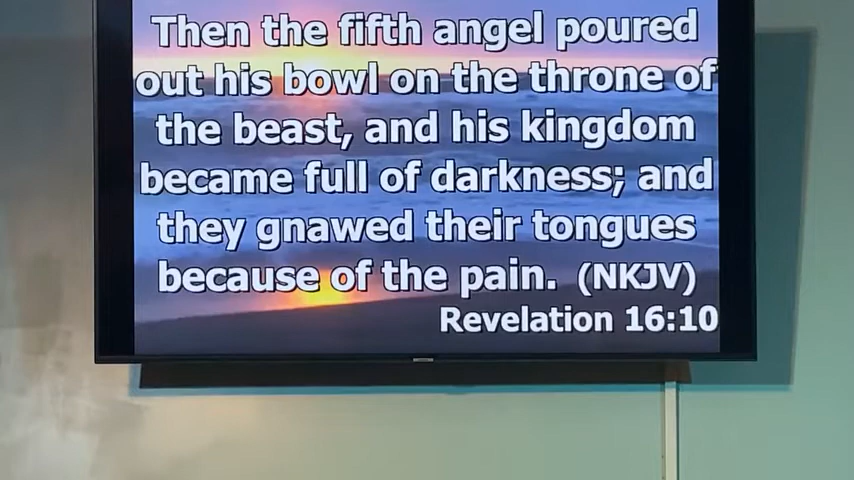 Then the fifth angel poured
out his bowl on the throne of
the beast, and his kingdom
became full of darkness; and
they gnawed their tongues
because of the pain. (NKJV)
Revelation 16:10